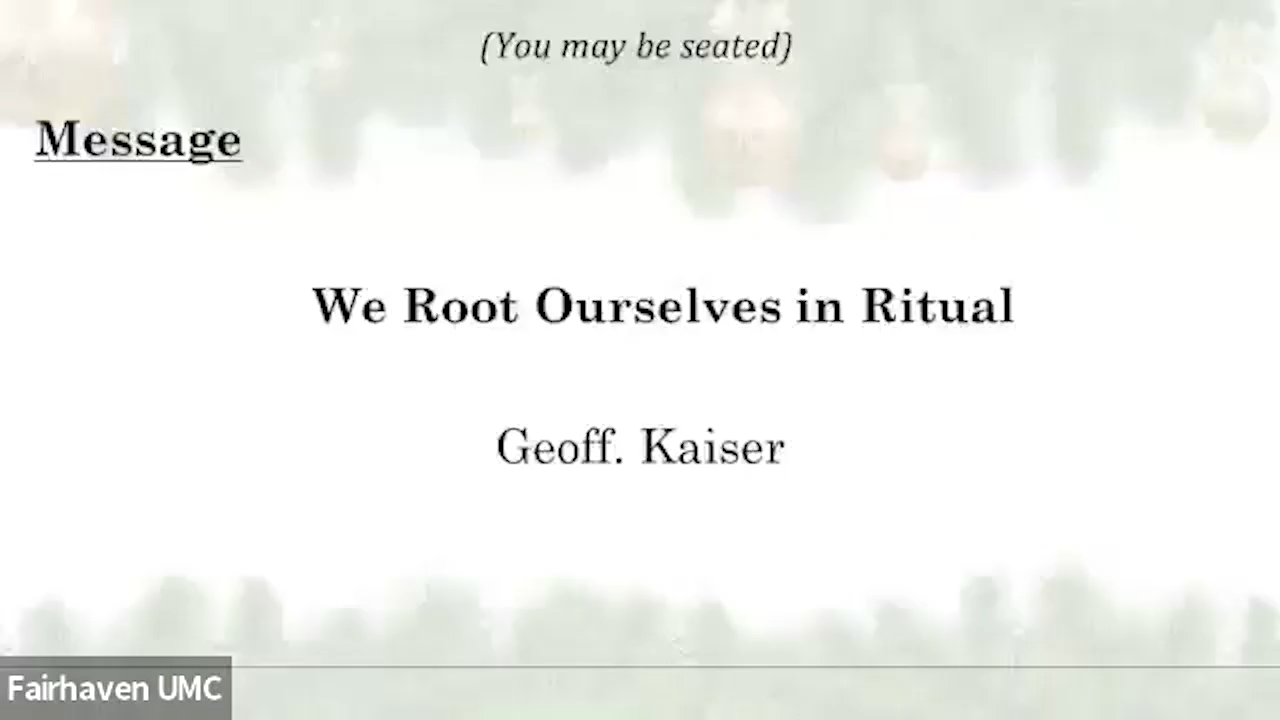 (You may be seated)
Message
We Root Ourselves in Ritual
Geoff. Kaiser
Fairhaven UMC